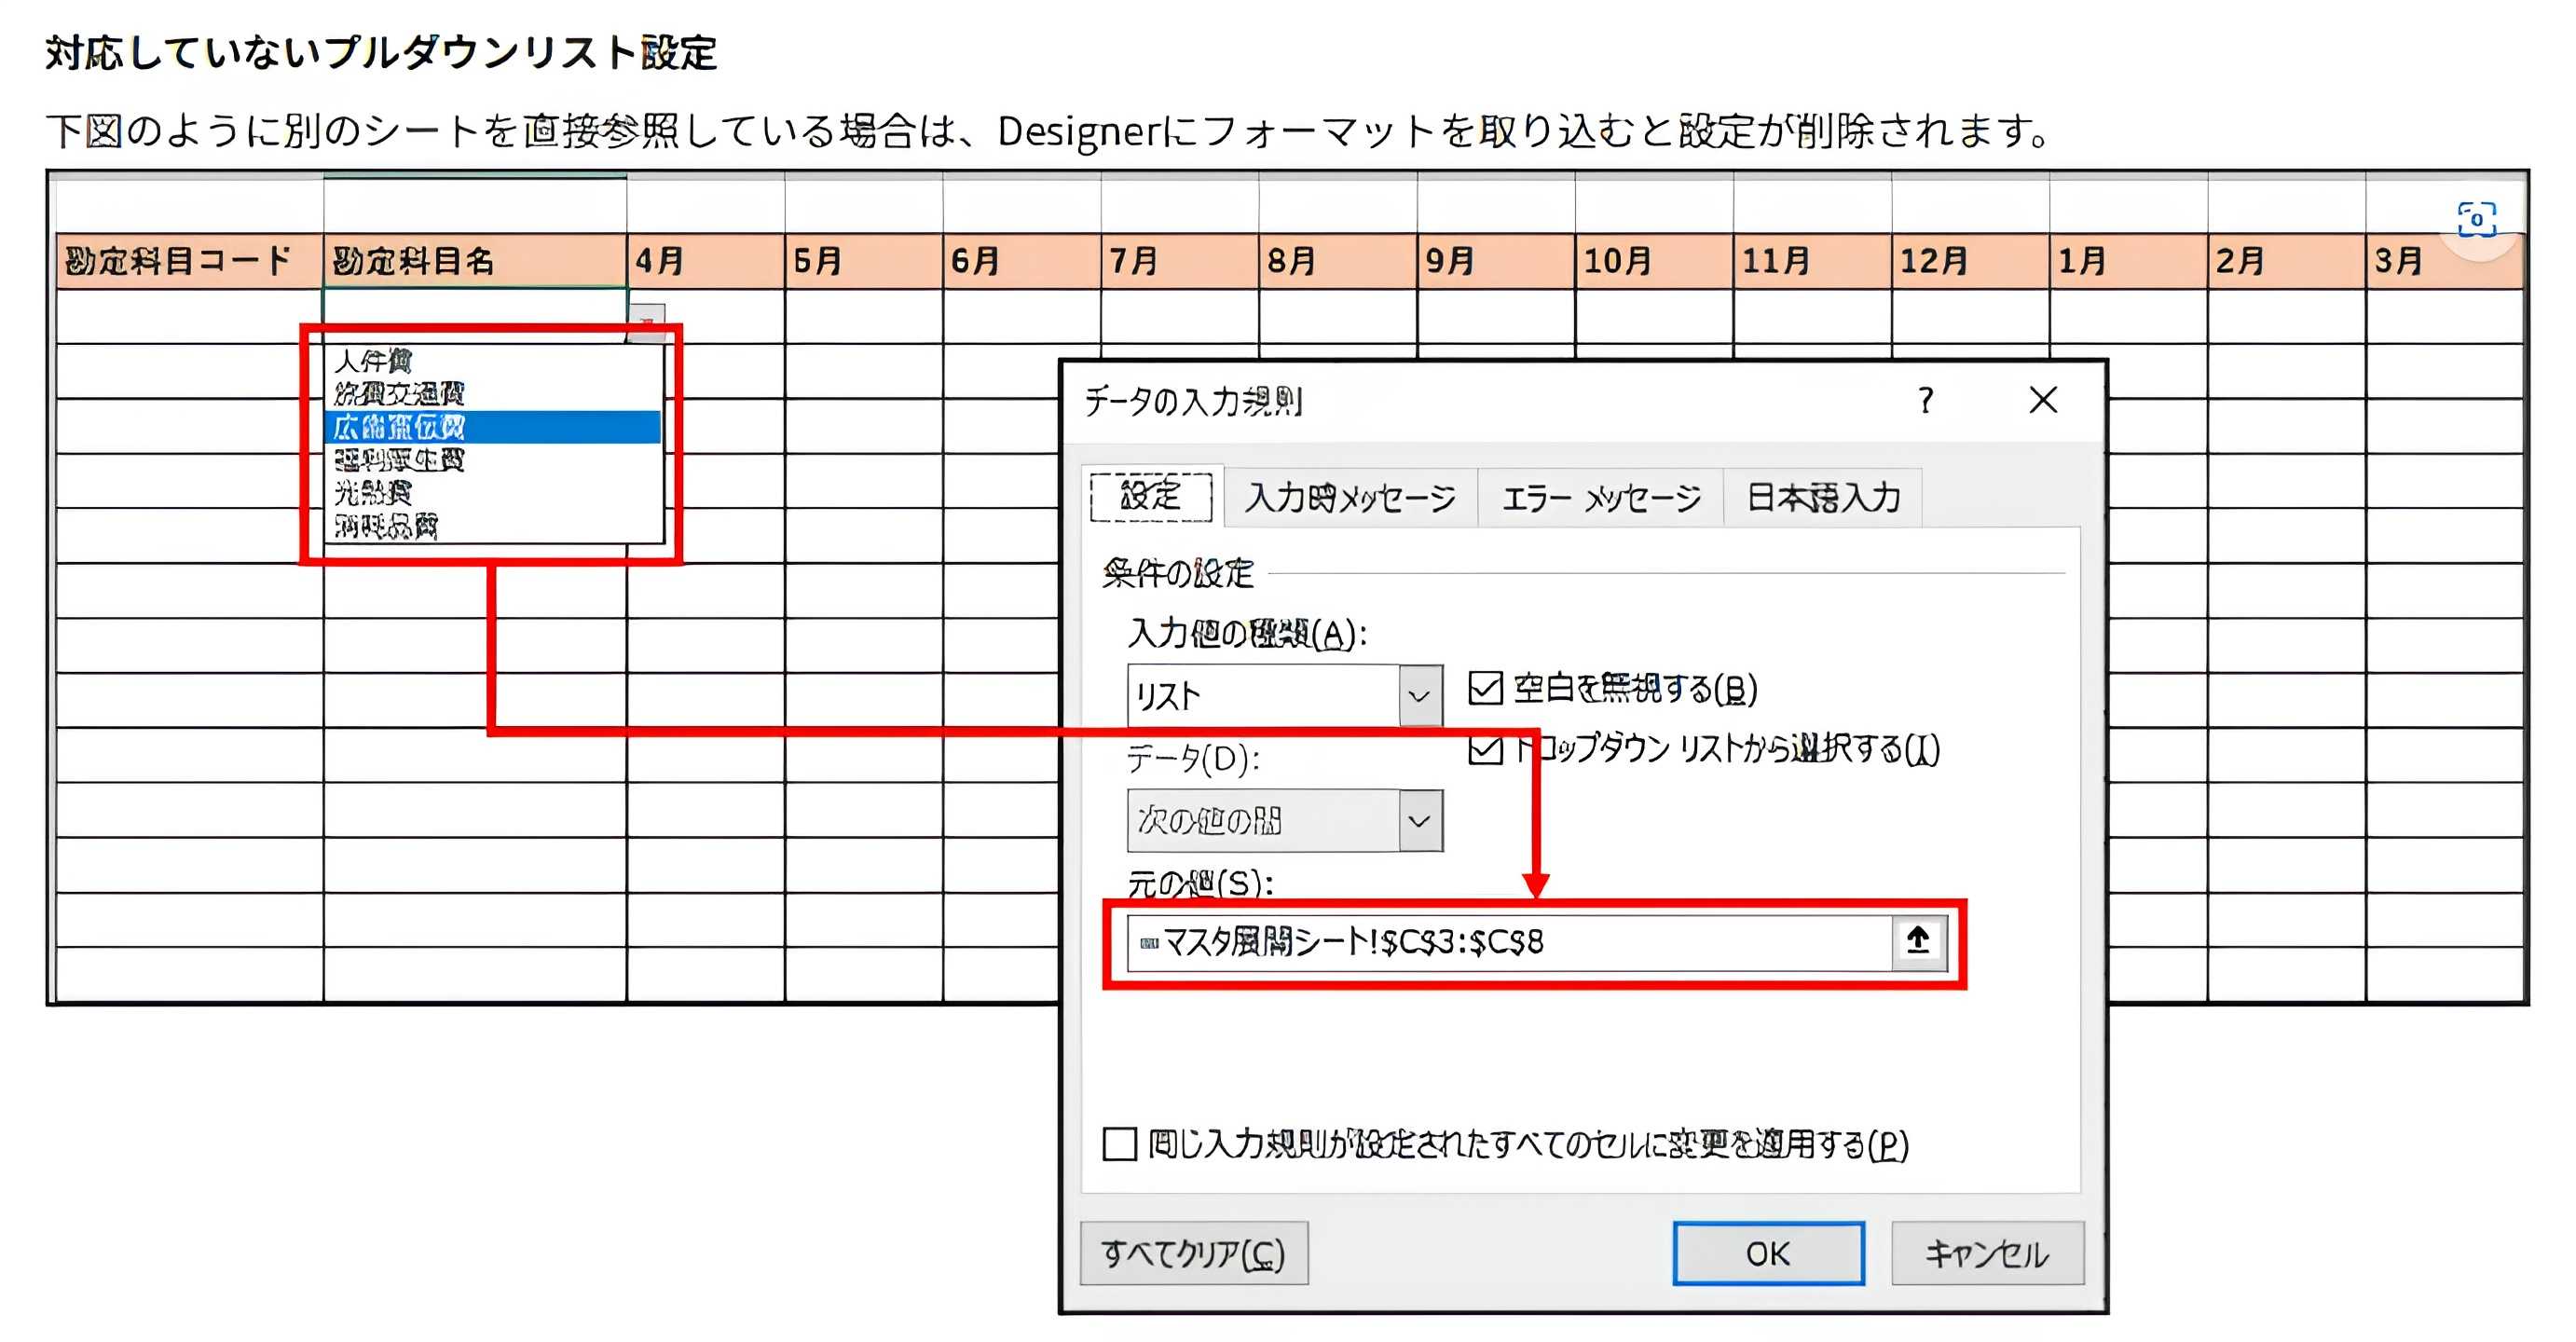 対応していないプルダウンリスト設定
下図のように別のシートを直接参照している場合は、Designerにフォーマットを取り込むと設定が削除されます。
勘定科目コード 勘定科目名 4月 5月 6月 7月 8月 9月 10月 11月 12月 1月 2月 3月
人件費
旅費交通費
広告宣伝費
福利厚生費
光熱費
消耗品費
データの入力規則 ?
設定 入力時メッセージ エラー メッセージ 日本語入力
条件の設定
入力値の種類(A):
リスト
空白を無視する(B)
データ(D):
ドロップダウン リストから選択する(I)
次の値の間
元の値(S):
=マスタ展開シート!$C$3:$C$8
同じ入力規則が設定されたすべてのセルに変更を適用する(P)
すべてクリア(C) OK キャンセル